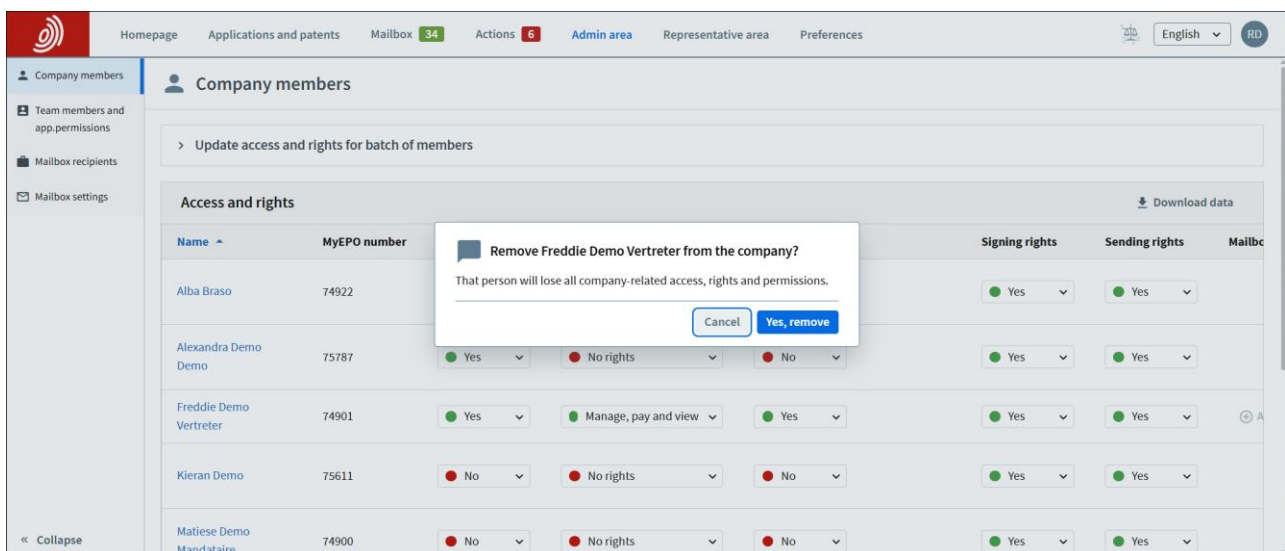 Homepage Applications and patents Mailbox 34 Actions 6 Admin area Representative area Preferences English RD
Company members
Team members and
app.permissions
Mailbox recipients
Mailbox settings
« Collapse
Company members
> Update access and rights for batch of members
Access and rights Download data
Name MyEPO number Signing rights Sending rights Mailbo
Alba Braso 74922 Yes Yes
Alexandra Demo
Demo
75787 Yes No rights No Yes Yes
Freddie Demo
Vertreter
74901 Yes Manage, pay and view Yes Yes Yes A
Kieran Demo 75611 No No rights No Yes Yes
Matiese Demo
Mandataire
74900 No No rights No Yes Yes
Remove Freddie Demo Vertreter from the company?
That person will lose all company-related access, rights and permissions.
Cancel Yes, remove